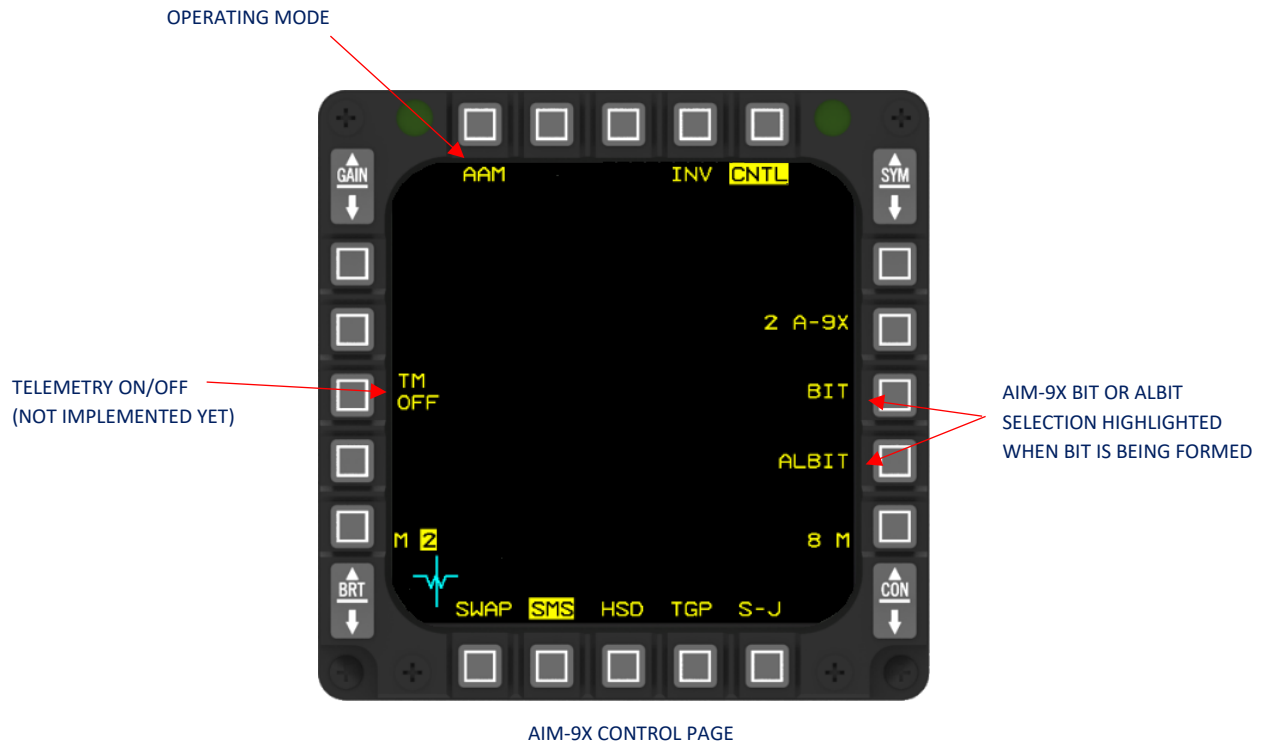 OPERATING MODE
GAIN
AAM
INV CNTL
SYM
2 A-9X
TELEMETRY ON/OFF
(NOT IMPLEMENTED YET)
TM
OFF
BIT
ALBIT
AIM-9X BIT OR ALBIT
SELECTION HIGHLIGHTED
WHEN BIT IS BEING FORMED
M 2
8 M
BRT
SWAP SMS HSD TGP S-J
CON
AIM-9X CONTROL PAGE